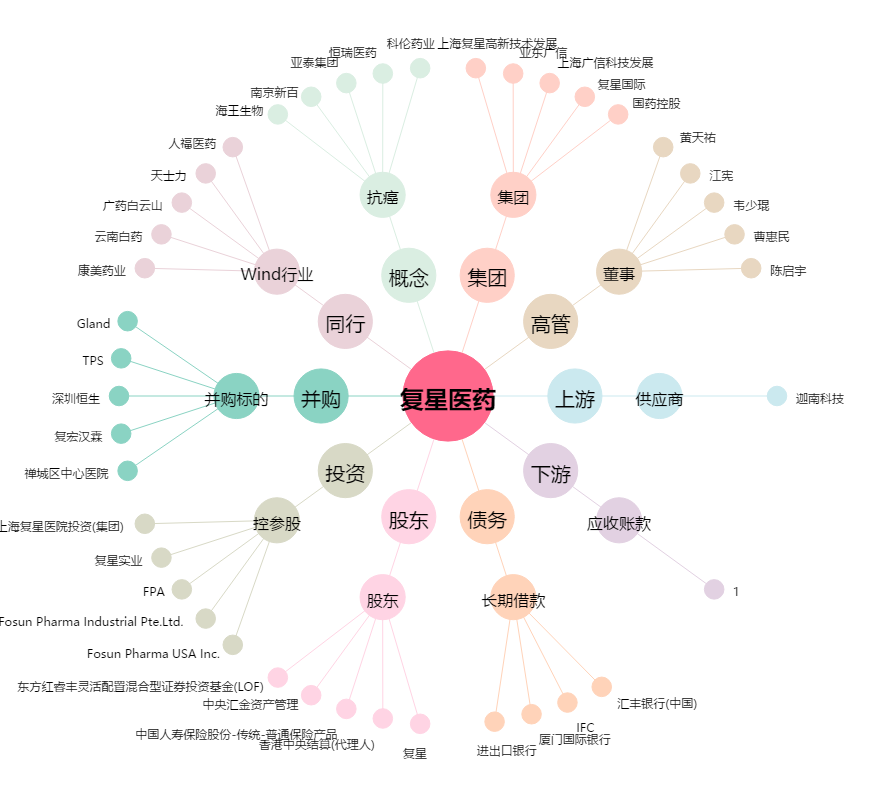 科伦药业
上海复星高新技术发展
恒瑞医药
亚东广信
亚泰集团
上海广信科技发展
南京新百
复星国际
海王生物
国药控股
人福医药
黄天祐
天士力
江宪
抗癌
集团
广药白云山
韦少琨
云南白药
曹惠民
康美药业
Wind行业
概念
集团
董事
陈启宇
Gland
同行
高管
TPS
深圳恒生
并购标的
并购
复星医药
上游
供应商
迦南科技
复宏汉霖
禅城区中心医院
投资
下游
上海复星医院投资(集团)
控参股
股东
债务
应收账款
复星实业
FPA
股东
长期借款
1
Fosun Pharma Industrial Pte.Ltd.
Fosun Pharma USA Inc.
东方红睿丰灵活配置混合型证券投资基金(LOF)
中央汇金资产管理
汇丰银行(中国)
中国人寿保险股份-传统-普通保险产品
IFC
香港中央结算(代理人)
厦门国际银行
复星
进出口银行